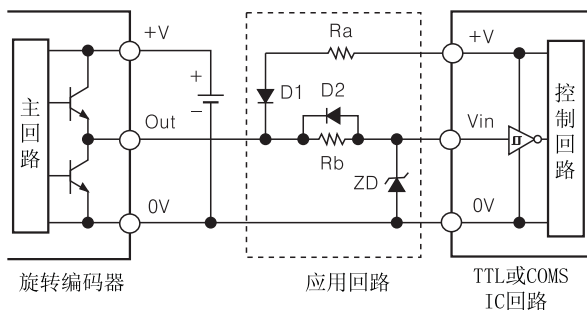 +V
Ra
+V
主回路
+
−
D1
D2
控制回路
Out
Rb
Vin
ZD
0V
0V
旋转编码器
应用回路
TTL或COMS
IC回路